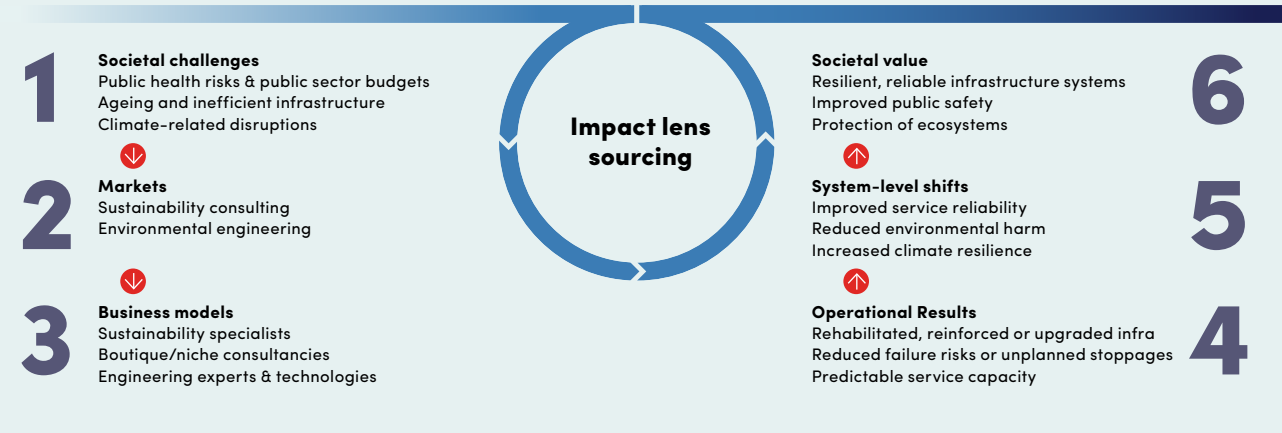 1
Societal challenges
Public health risks & public sector budgets
Ageing and inefficient infrastructure
Climate-related disruptions
2
Markets
Sustainability consulting
Environmental engineering
3
Business models
Sustainability specialists
Boutique/niche consultancies
Engineering experts & technologies
Impact lens
sourcing
Societal value
Resilient, reliable infrastructure systems
Improved public safety
Protection of ecosystems
6
System-level shifts
Improved service reliability
Reduced environmental harm
Increased climate resilience
5
Operational Results
Rehabilitated, reinforced or upgraded infra
Reduced failure risks or unplanned stoppages
Predictable service capacity
4